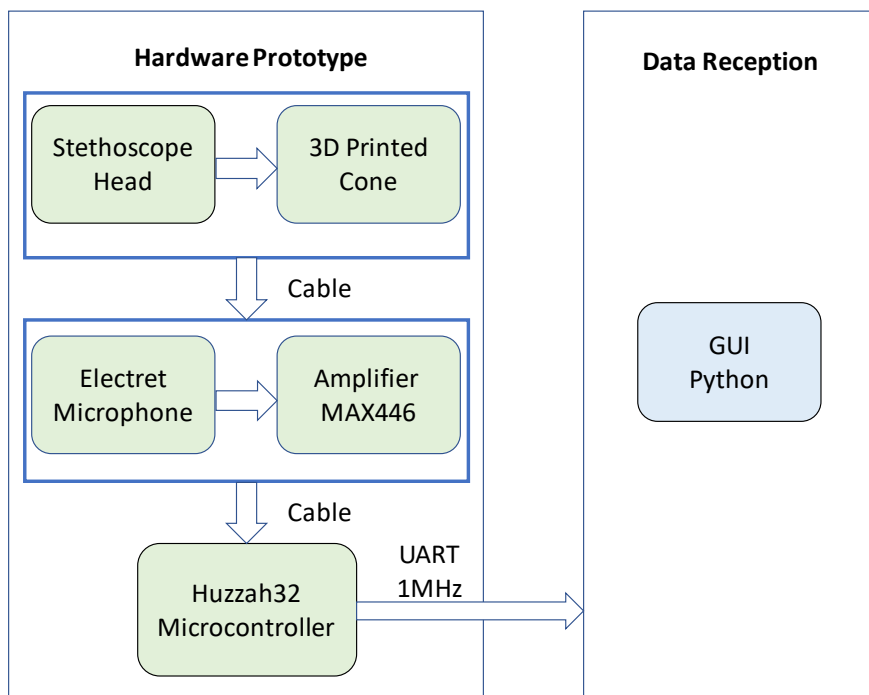 Hardware Prototype
Data Reception
Stethoscope
Head
3D Printed
Cone
Cable
Electret
Microphone
Amplifier
MAX446
GUI
Python
Cable
Huzzah32
Microcontroller
UART
1MHz